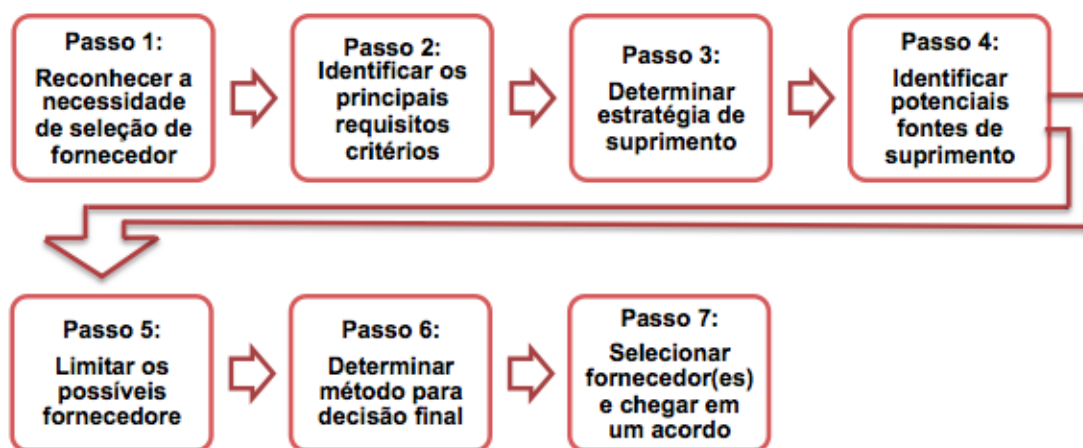 Passo 1:
Reconhecer a
necessidade
de seleção de
fornecedor
Passo 2:
Identificar os
principais
requisitos
critérios
Passo 3:
Determinar
estratégia de
suprimento
Passo 4:
Identificar
potenciais
fontes de
suprimento
Passo 5:
Limitar os
possíveis
fornecedore
Passo 6:
Determinar
método para
decisão final
Passo 7:
Selecionar
fornecedor(es)
e chegar em
um acordo